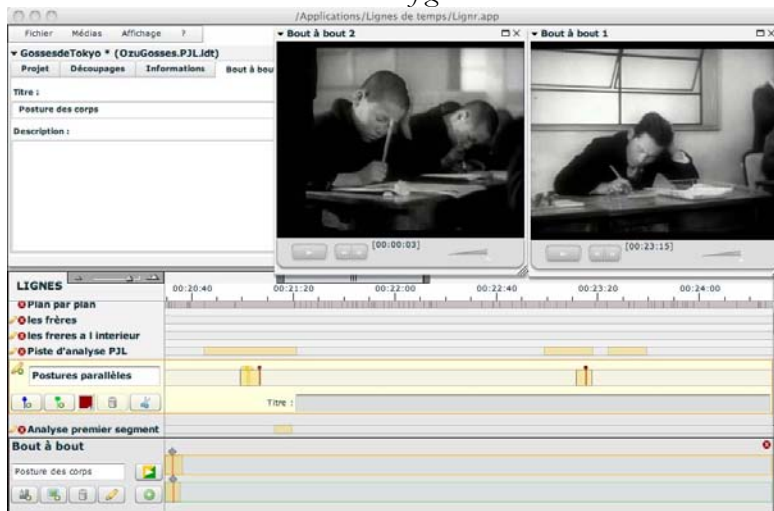 /Applications/Lignes de temps/Lignr.app
Fichier Médias Affichage ?
GossesdeTokyo * (OzuGosses.PJL.ldt)
Projet Découpages Informations Bout à bou
Titre :
Posture des corps
Description :
Bout à bout 2
[00:00:03]
Bout à bout 1
[00:23:15]
LIGNES
00:20:40 00:21:20 00:22:00 00:22:40 00:23:20 00:24:00
Plan par plan
les frères
les freres a l interieur
Piste d'analyse PJL
Postures parallèles
Titre :
Analyse premier segment
Bout à bout
Posture des corps